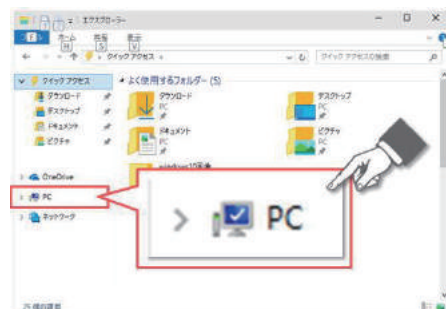 エクスプローラー
ホーム
共有
表示
F
H
S
V
クイック アクセス
クイック アクセスの検索
クイック アクセス
ダウンロード
デスクトップ
ドキュメント
ピクチャ
OneDrive
PC
ネットワーク
よく使用するフォルダー (5)
ダウンロード
PC
デスクトップ
PC
ドキュメント
PC
ピクチャ
PC
PC